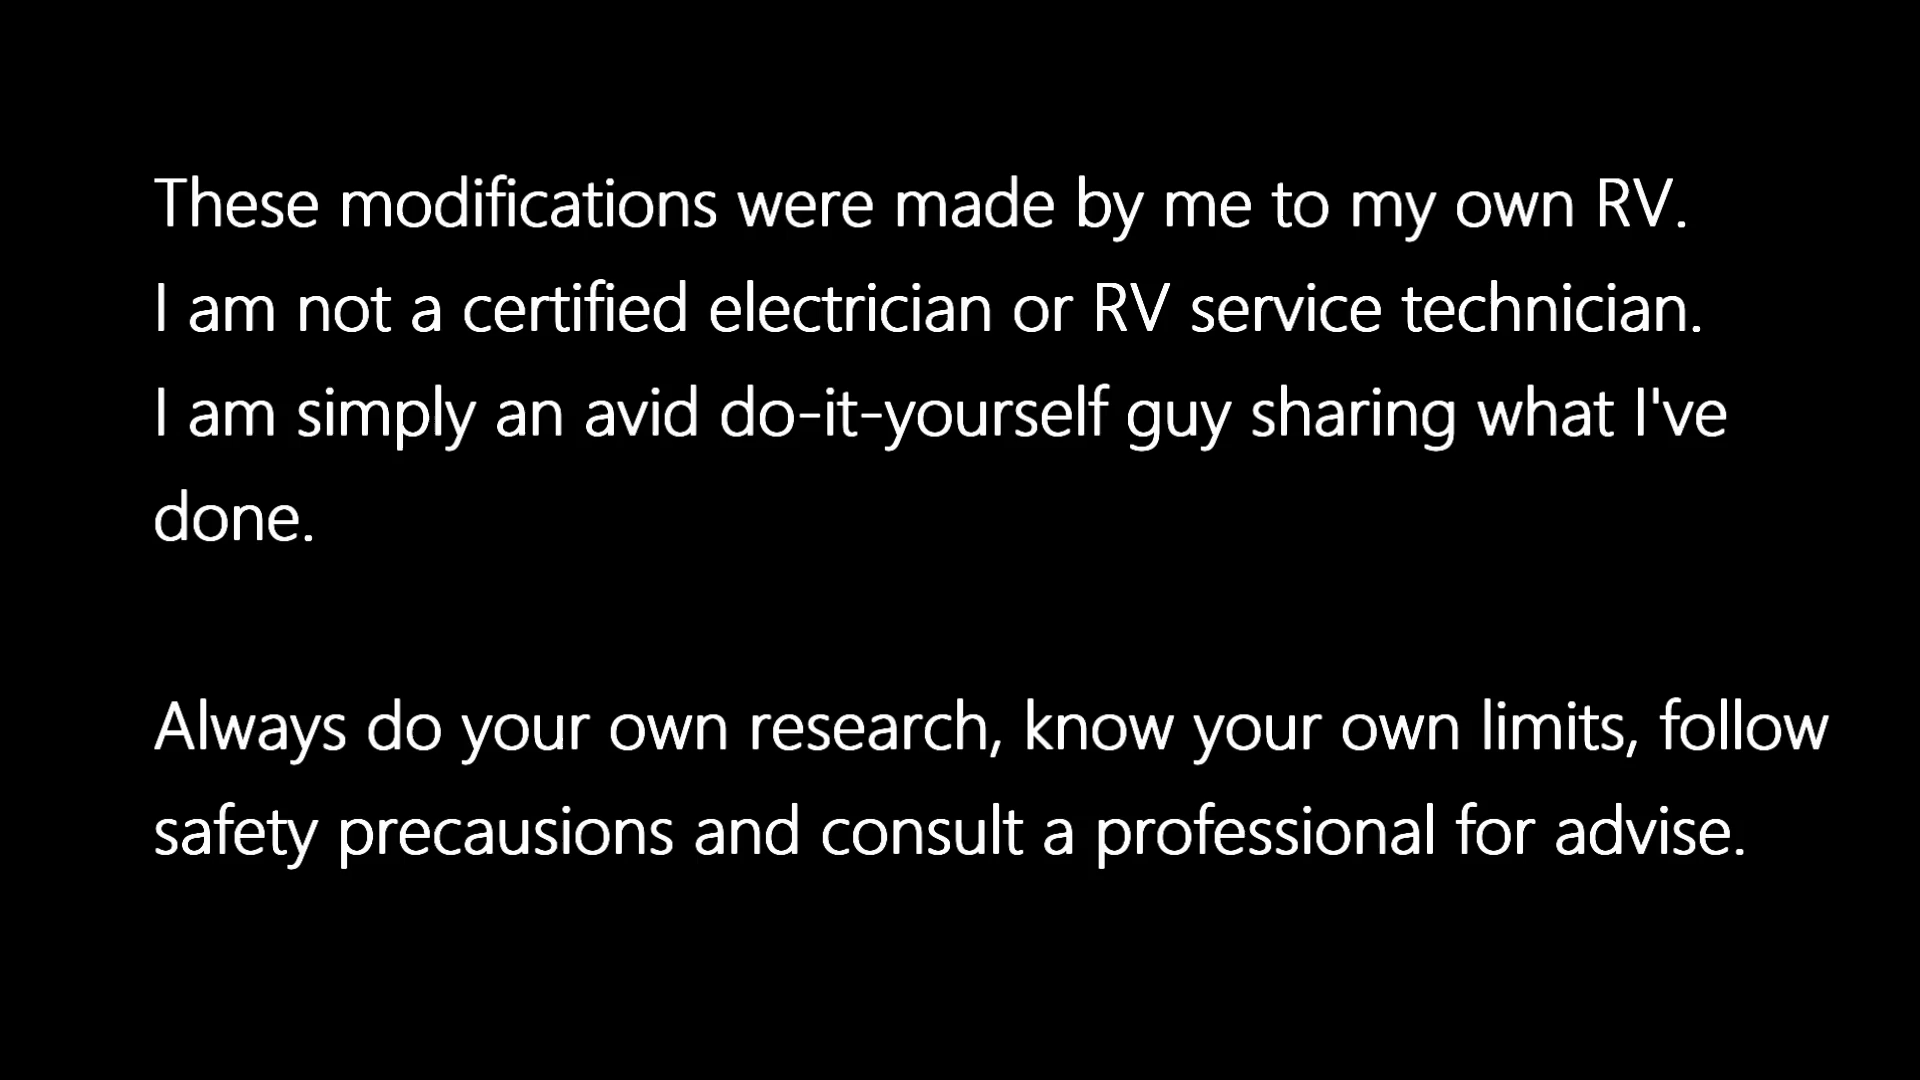 These modifications were made by me to my own RV.
I am not a certified electrician or RV service technician.
I am simply an avid do-it-yourself guy sharing what I've
done.
Always do your own research, know your own limits, follow
safety precausions and consult a professional for advise.